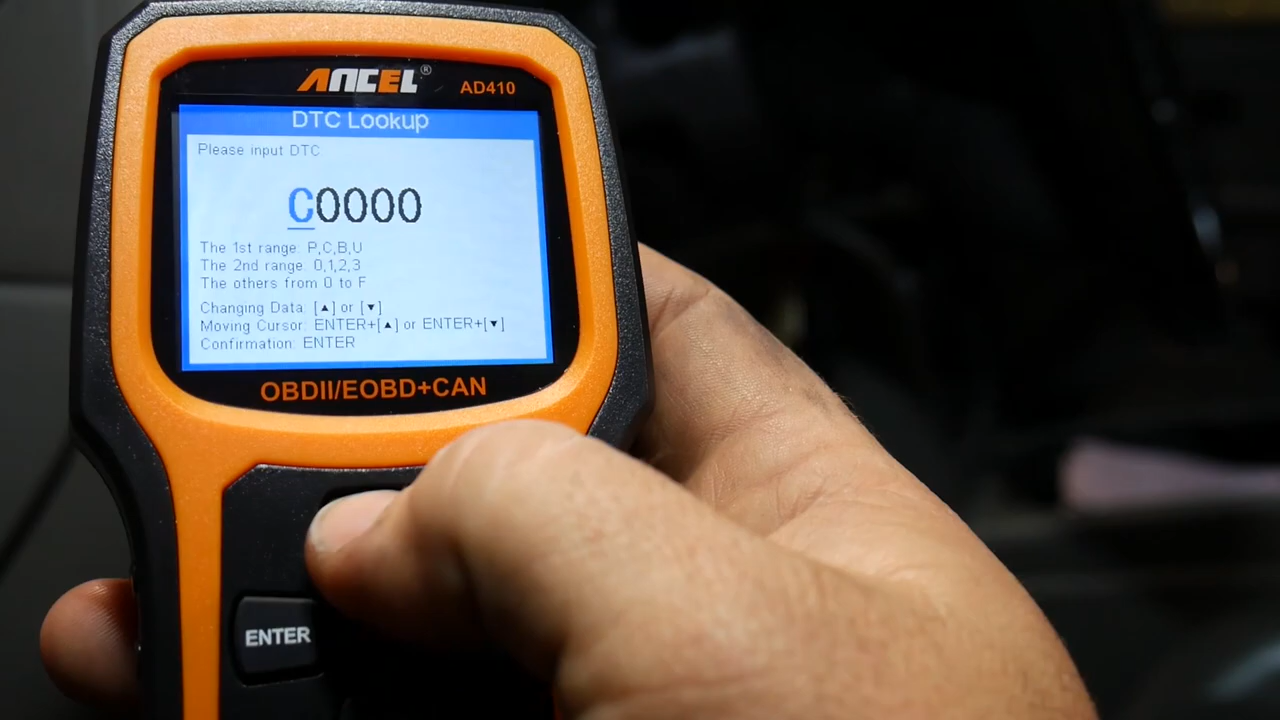 ANCEL® AD410
DTC Lookup
Please input DTC
C0000
The 1st range: P,C,B,U
The 2nd range: 0,1,2,3
The others from 0 to F
Changing Data: [▲] or [▼]
Moving Cursor: ENTER+[▲] or ENTER+[▼]
Confirmation: ENTER
OBDII/EOBD+CAN
ENTER